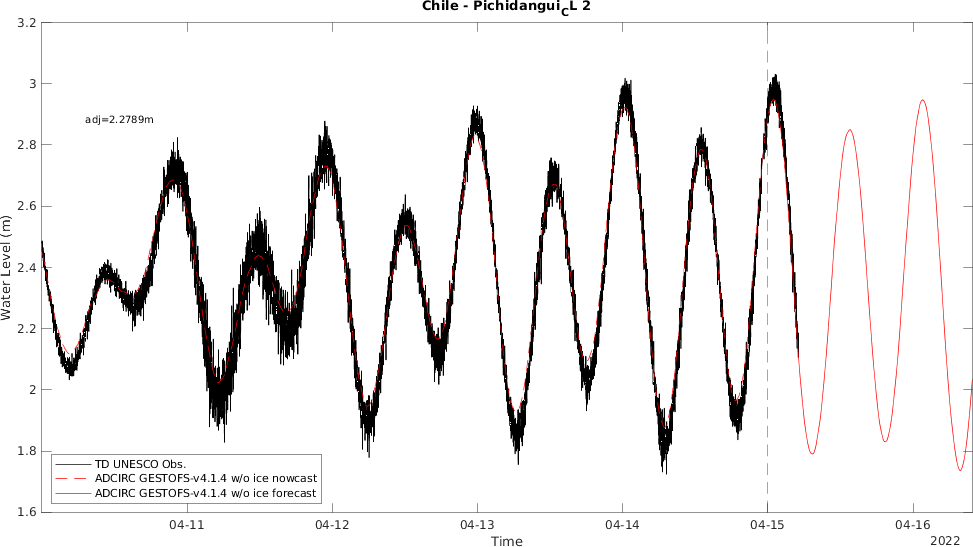 Chile - Pichidangui_CL 2
3.2
3
2.8
2.6
2.4
2.2
2
1.8
1.6
Water Level (m)
adj=2.2789m
TD UNESCO Obs.
ADCIRC GESTOFS-v4.1.4 w/o ice nowcast
ADCIRC GESTOFS-v4.1.4 w/o ice forecast
04-11 04-12 04-13 04-14 04-15 04-16
Time
2022